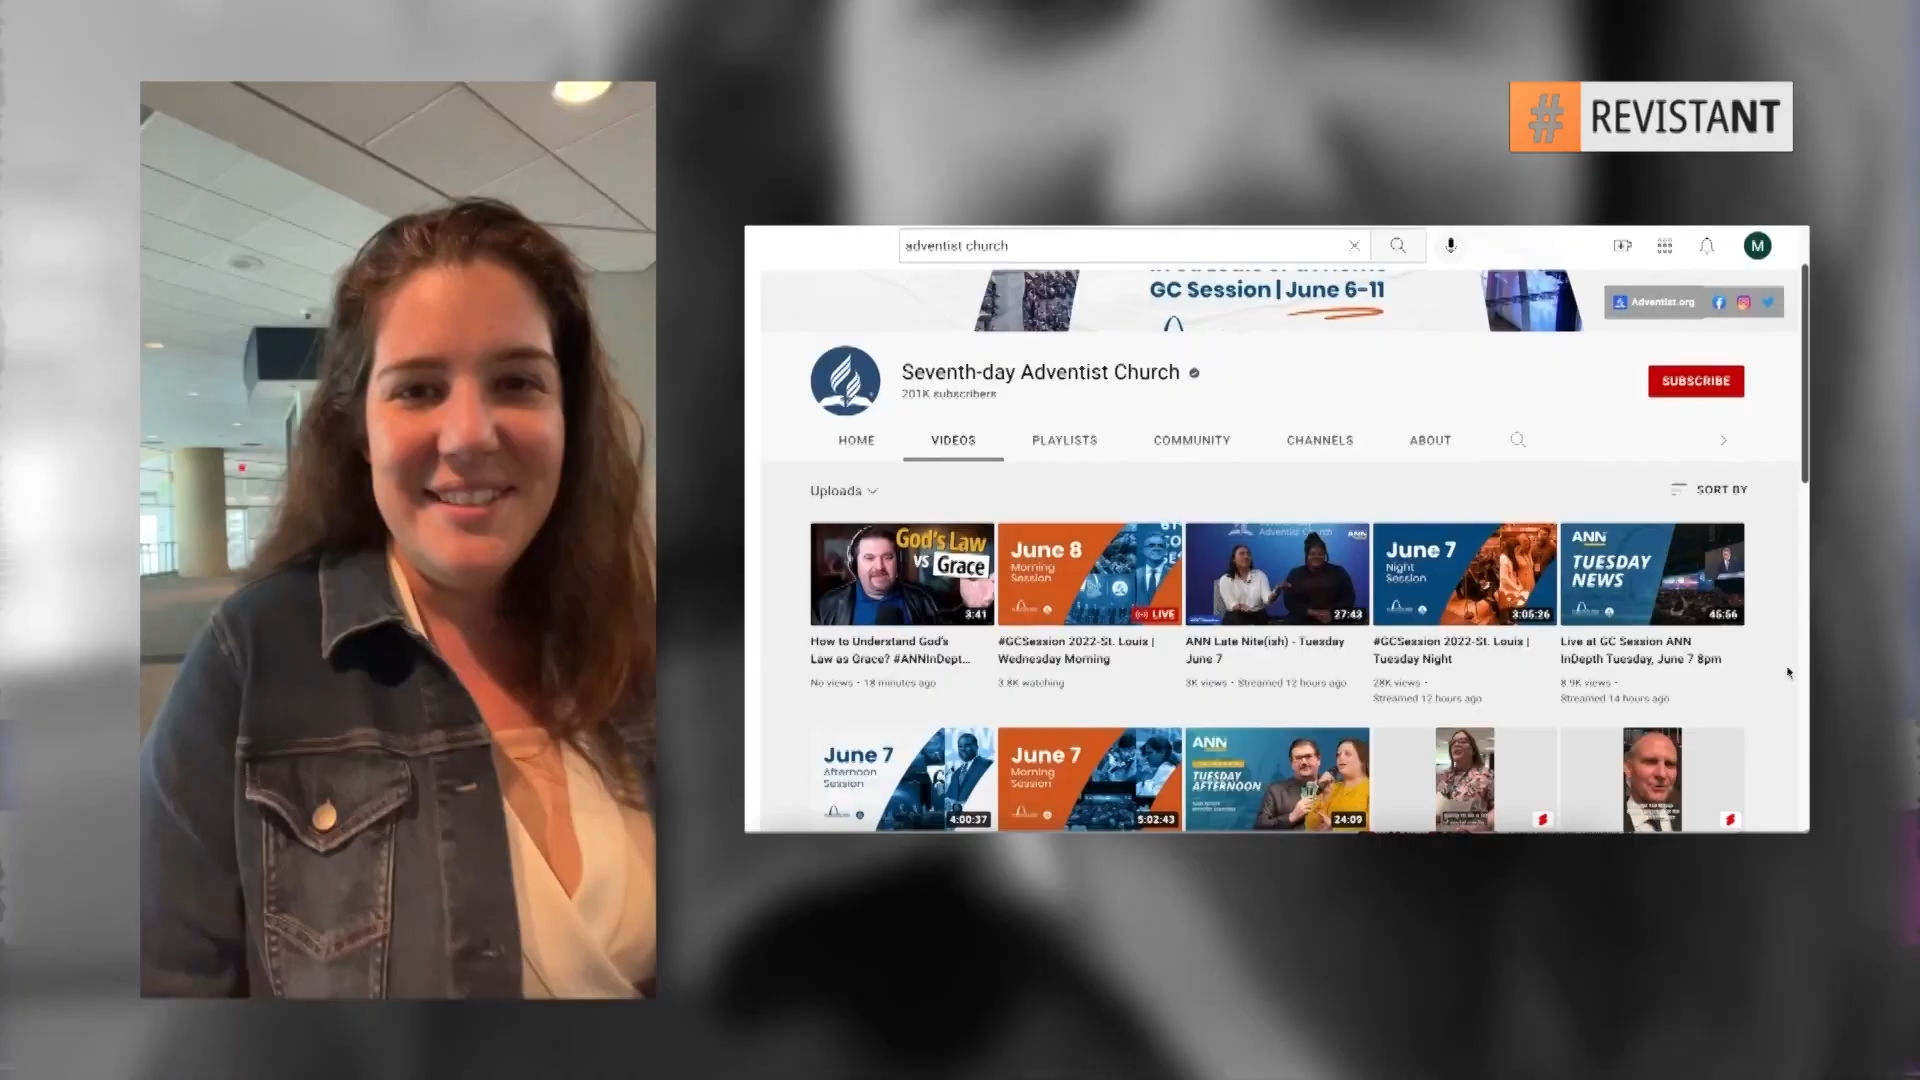 # REVISTANT
adventist church
M
GC Session | June 6-11
Adventist.org
Seventh-day Adventist Church
201K subscribers
SUBSCRIBE
HOME
VIDEOS
PLAYLISTS
COMMUNITY
CHANNELS
ABOUT
Uploads
SORT BY
God's Law
vs Grace
3:41
June 8
Morning
Session
LIVE
Adventist Church
ANN
27:43
June 7
Night
Session
3:05:26
ANN
TUESDAY
NEWS
45:56
How to Understand God's
Law as Grace? #ANNInDept...
No views • 18 minutes ago
#GCSession 2022-St. Louis |
Wednesday Morning
3.8K watching
ANN Late Nite(ish) - Tuesday
June 7
3K views • Streamed 12 hours ago
#GCSession 2022-St. Louis |
Tuesday Night
28K views •
Streamed 12 hours ago
Live at GC Session ANN
InDepth Tuesday, June 7 8pm
8.9K views •
Streamed 14 hours ago
June 7
Afternoon
Session
4:00:37
June 7
Morning
Session
5:02:43
ANN
TUESDAY
AFTERNOON
24:09